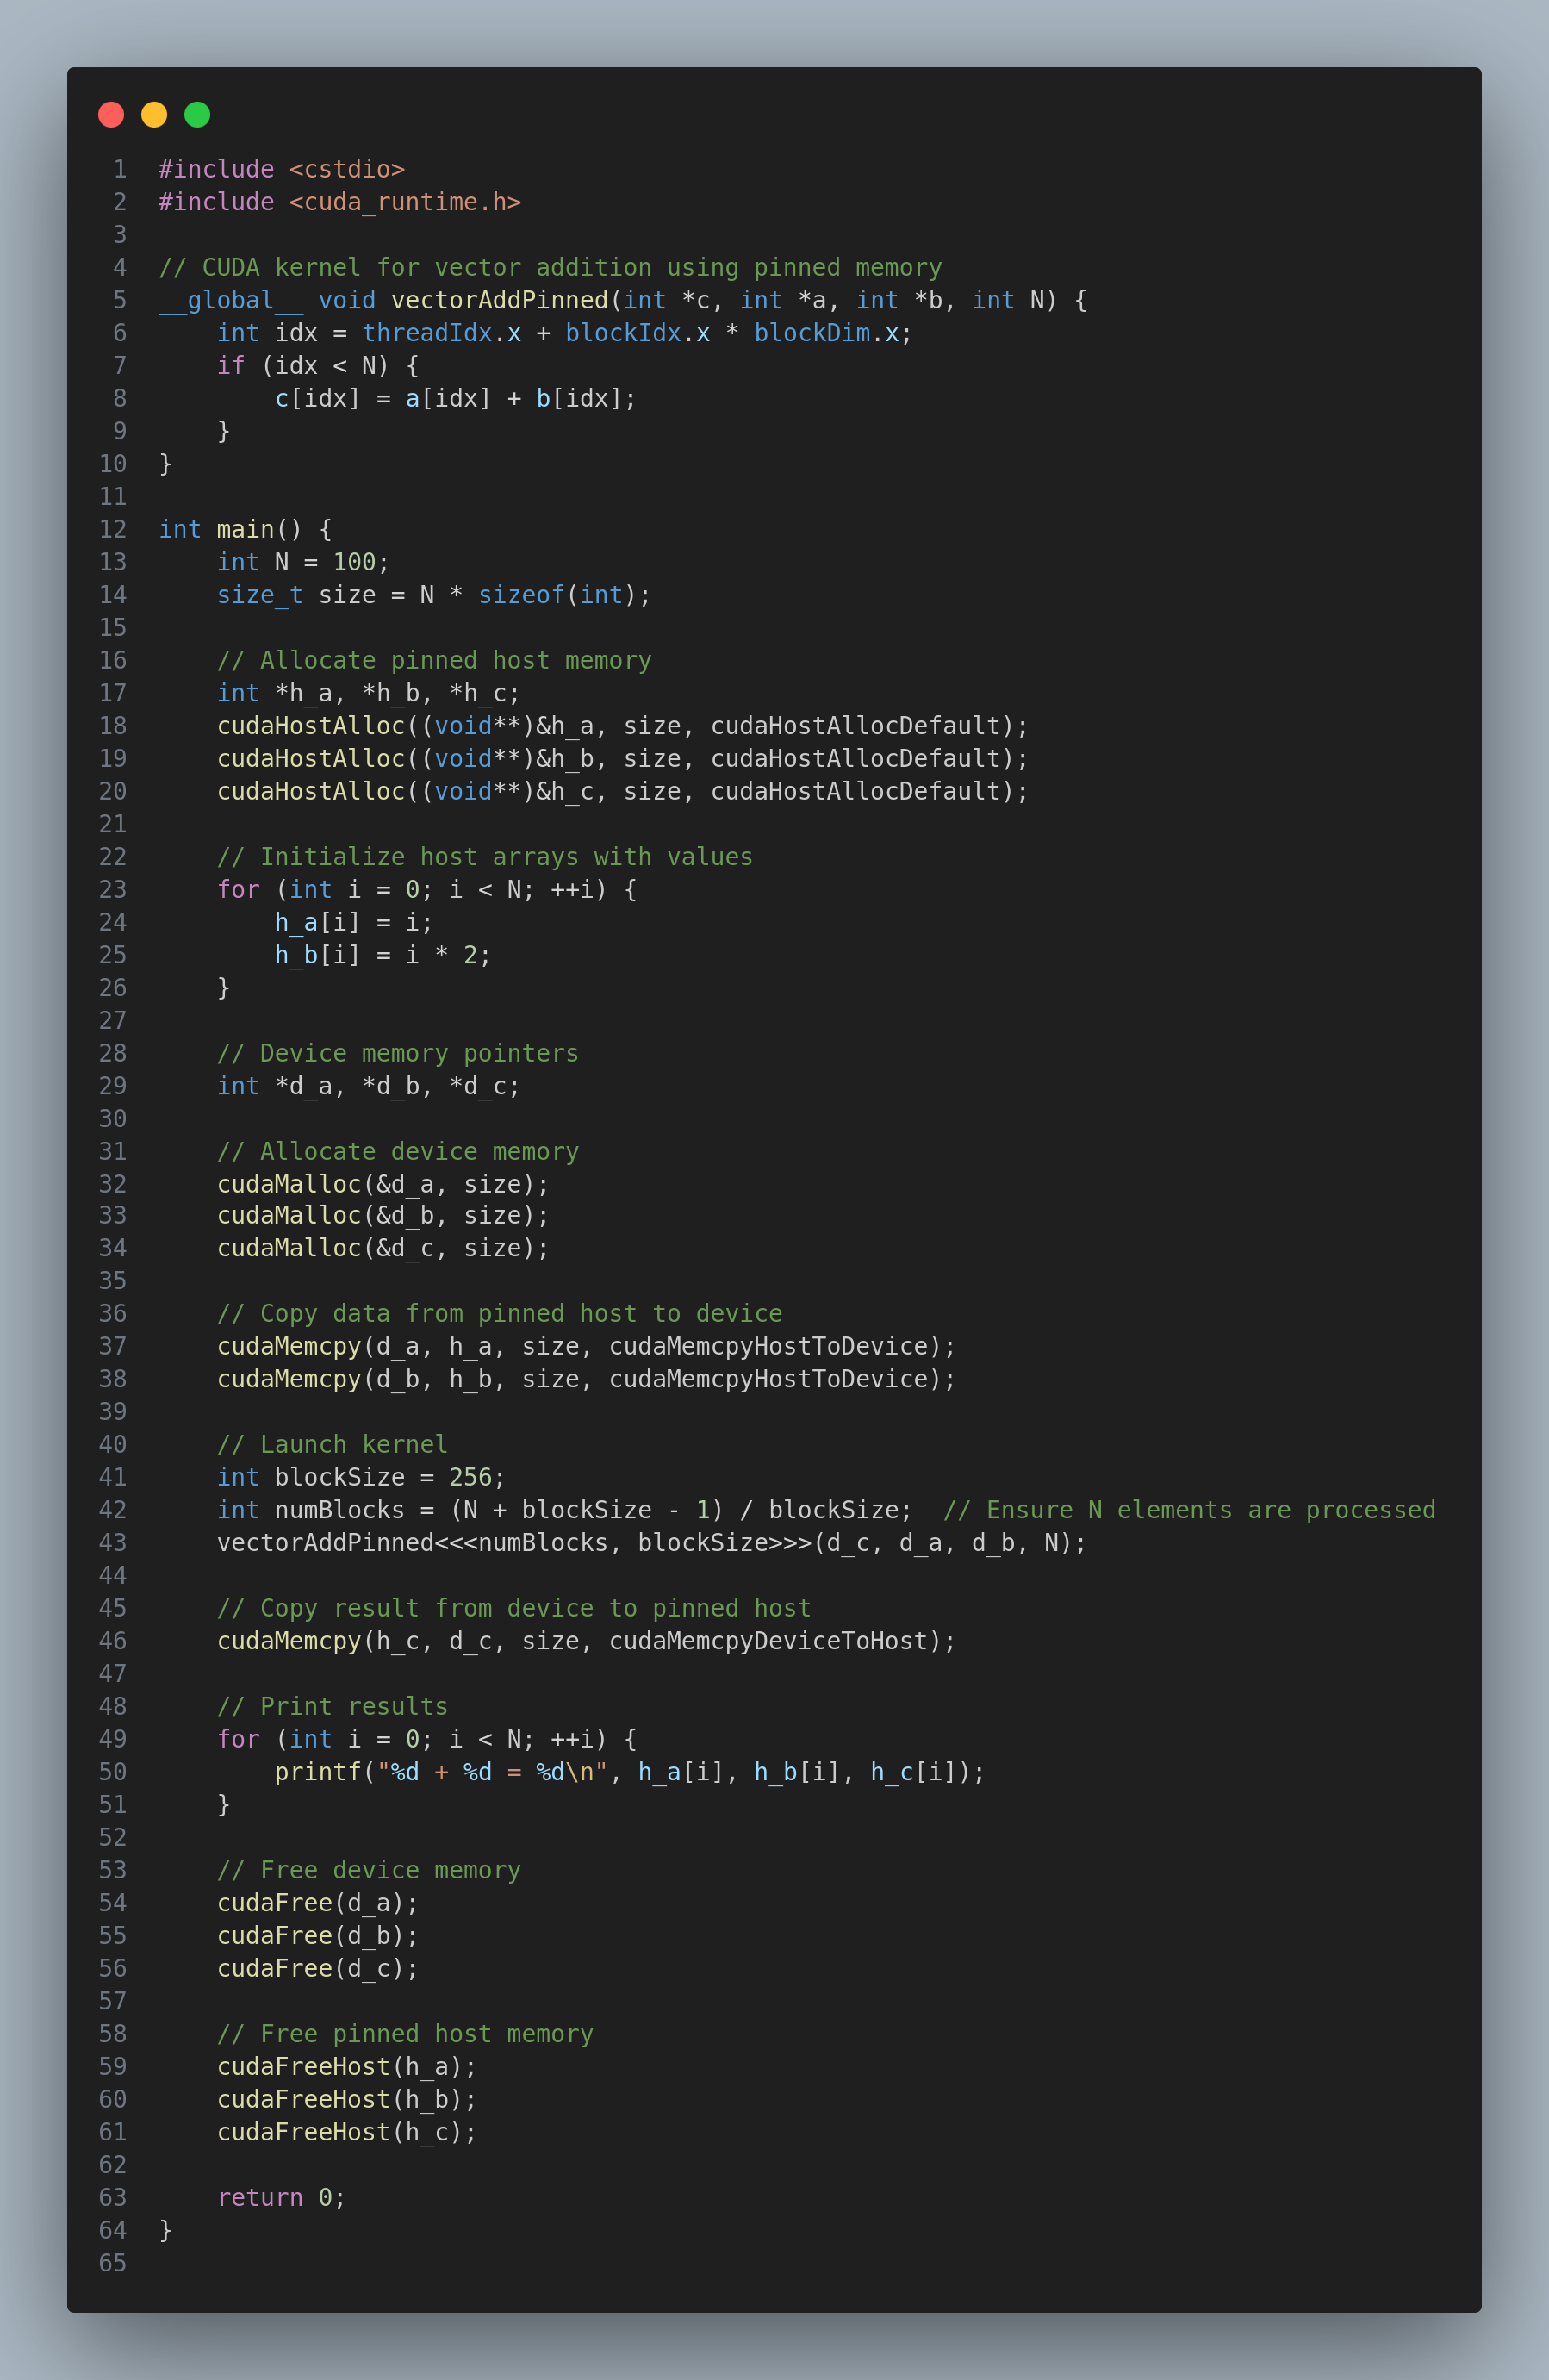 1 #include <cstdio>
2 #include <cuda_runtime.h>
3
4 // CUDA kernel for vector addition using pinned memory
5 __global__ void vectorAddPinned(int *c, int *a, int *b, int N) {
6     int idx = threadIdx.x + blockIdx.x * blockDim.x;
7     if (idx < N) {
8         c[idx] = a[idx] + b[idx];
9     }
10 }
11
12 int main() {
13     int N = 100;
14     size_t size = N * sizeof(int);
15
16     // Allocate pinned host memory
17     int *h_a, *h_b, *h_c;
18     cudaHostAlloc((void**)&h_a, size, cudaHostAllocDefault);
19     cudaHostAlloc((void**)&h_b, size, cudaHostAllocDefault);
20     cudaHostAlloc((void**)&h_c, size, cudaHostAllocDefault);
21
22     // Initialize host arrays with values
23     for (int i = 0; i < N; ++i) {
24         h_a[i] = i;
25         h_b[i] = i * 2;
26     }
27
28     // Device memory pointers
29     int *d_a, *d_b, *d_c;
30
31     // Allocate device memory
32     cudaMalloc(&d_a, size);
33     cudaMalloc(&d_b, size);
34     cudaMalloc(&d_c, size);
35
36     // Copy data from pinned host to device
37     cudaMemcpy(d_a, h_a, size, cudaMemcpyHostToDevice);
38     cudaMemcpy(d_b, h_b, size, cudaMemcpyHostToDevice);
39
40     // Launch kernel
41     int blockSize = 256;
42     int numBlocks = (N + blockSize - 1) / blockSize;  // Ensure N elements are processed
43     vectorAddPinned<<<numBlocks, blockSize>>>(d_c, d_a, d_b, N);
44
45     // Copy result from device to pinned host
46     cudaMemcpy(h_c, d_c, size, cudaMemcpyDeviceToHost);
47
48     // Print results
49     for (int i = 0; i < N; ++i) {
50         printf("%d + %d = %d\n", h_a[i], h_b[i], h_c[i]);
51     }
52
53     // Free device memory
54     cudaFree(d_a);
55     cudaFree(d_b);
56     cudaFree(d_c);
57
58     // Free pinned host memory
59     cudaFreeHost(h_a);
60     cudaFreeHost(h_b);
61     cudaFreeHost(h_c);
62
63     return 0;
64 }
65